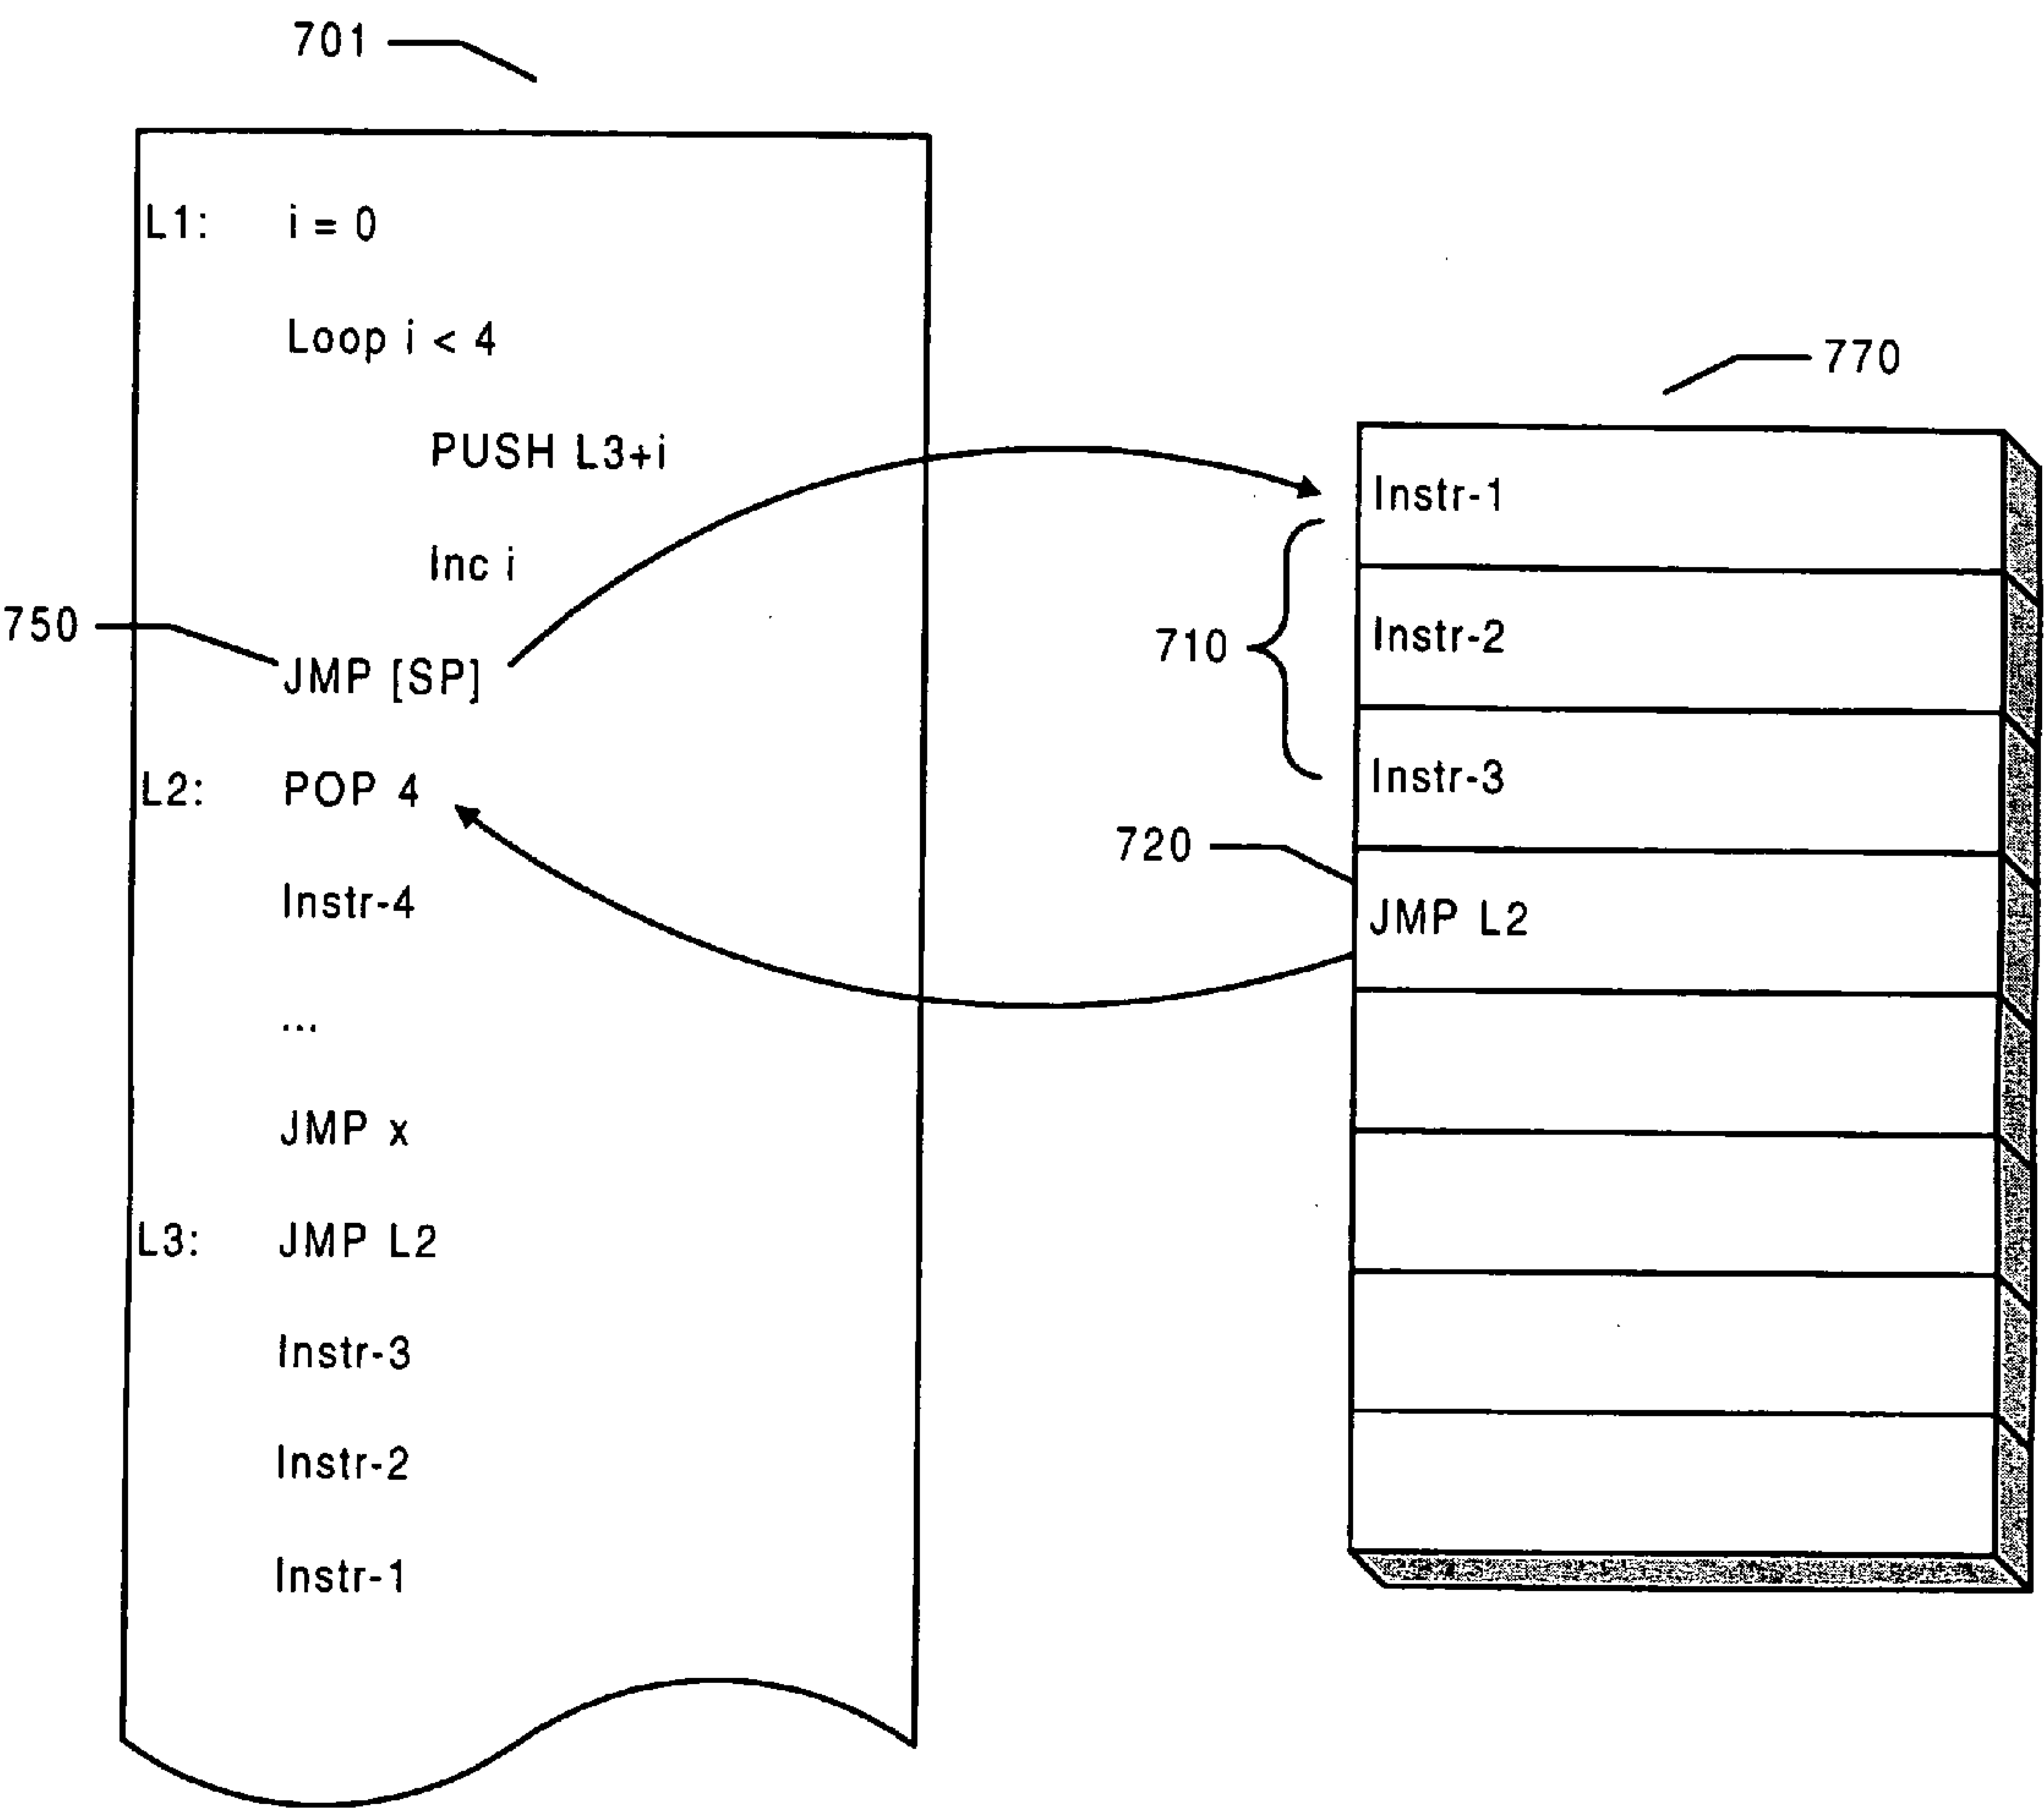 701
L1: i = 0
Loop i < 4
PUSH L3+i
Inc i
750
JMP [SP]
L2: POP 4
Instr-4
...
JMP x
L3: JMP L2
Instr-3
Instr-2
Instr-1
770
Instr-1
710
Instr-2
Instr-3
720
JMP L2